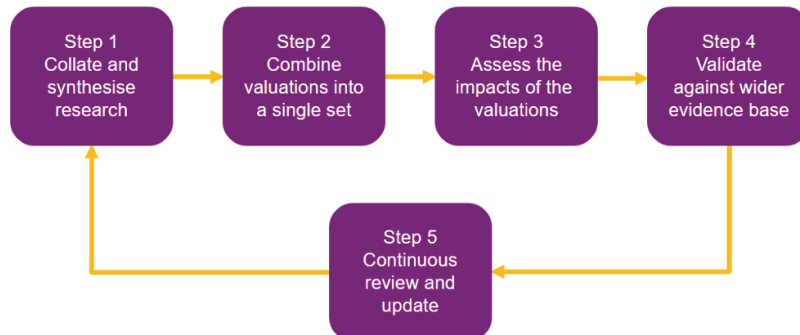 Step 1
Collate and
synthesise
research
Step 2
Combine
valuations into
a single set
Step 3
Assess the
impacts of the
valuations
Step 4
Validate
against wider
evidence base
Step 5
Continuous
review and
update